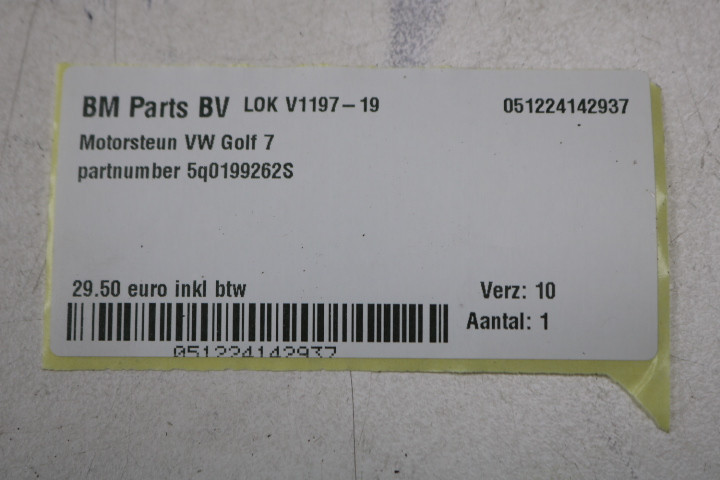 BM Parts BV LOK V1197-19 051224142937
Motorsteun VW Golf 7
partnumber 5q0199262S
29.50 euro inkl btw Verz: 10
Aantal: 1
051224142937